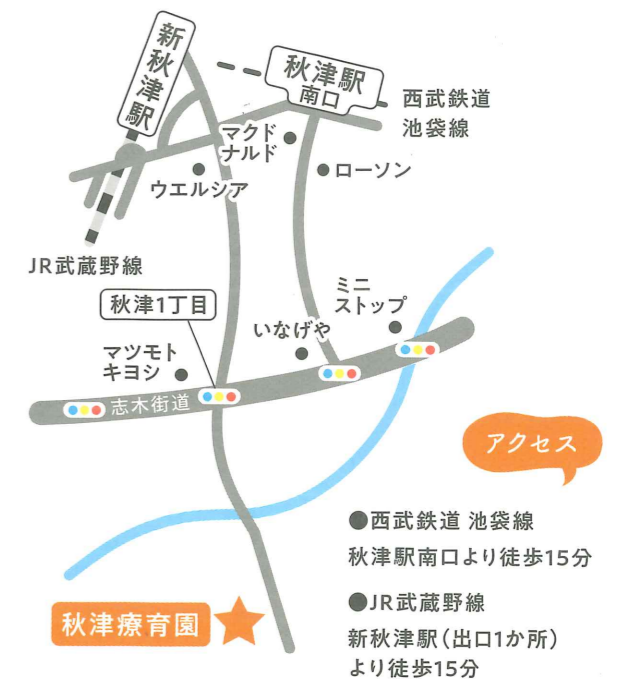 新秋津駅
秋津駅
南口
西武鉄道
池袋線
マクド
ナルド
ローソン
ウエルシア
JR武蔵野線
秋津1丁目
ミニ
ストップ
いなげや
マツモト
キヨシ
志木街道
アクセス
●西武鉄道 池袋線
秋津駅南口より徒歩15分
●JR武蔵野線
新秋津駅(出口1か所)
より徒歩15分
秋津療育園